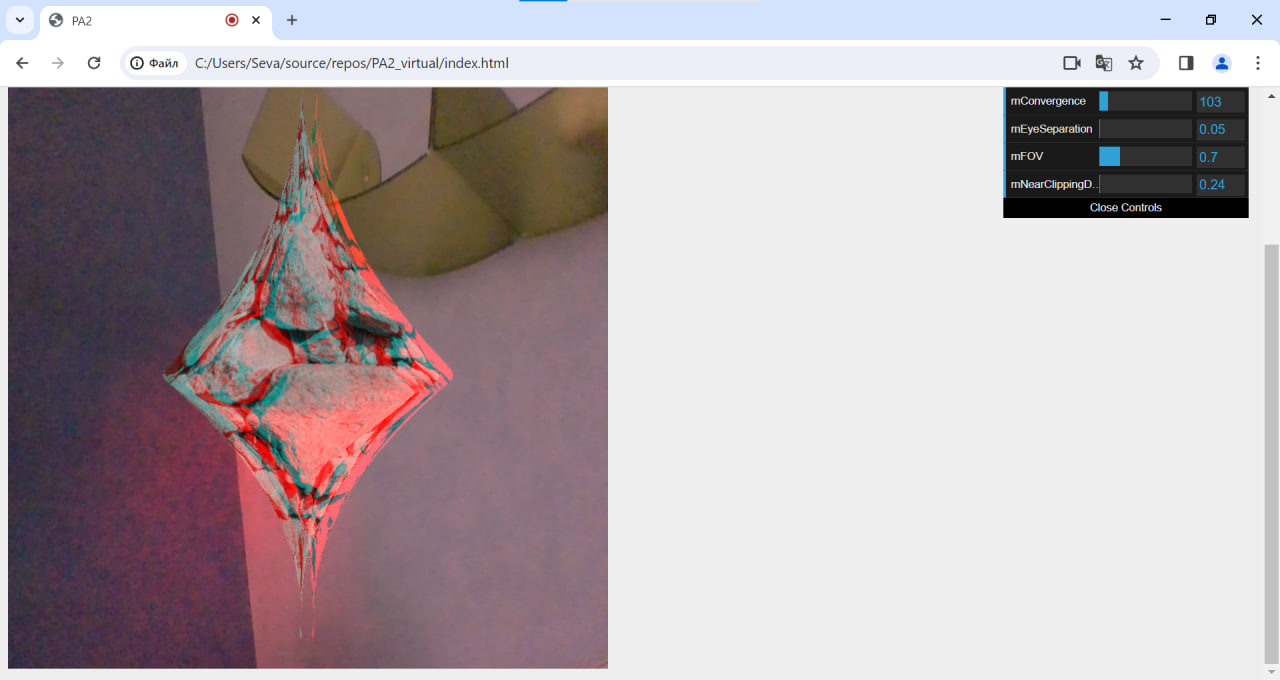 PA2
Файл
C:/Users/Seva/source/repos/PA2_virtual/index.html
mConvergence 103
mEyeSeparation 0.05
mFOV 0.7
mNearClippingD... 0.24
Close Controls